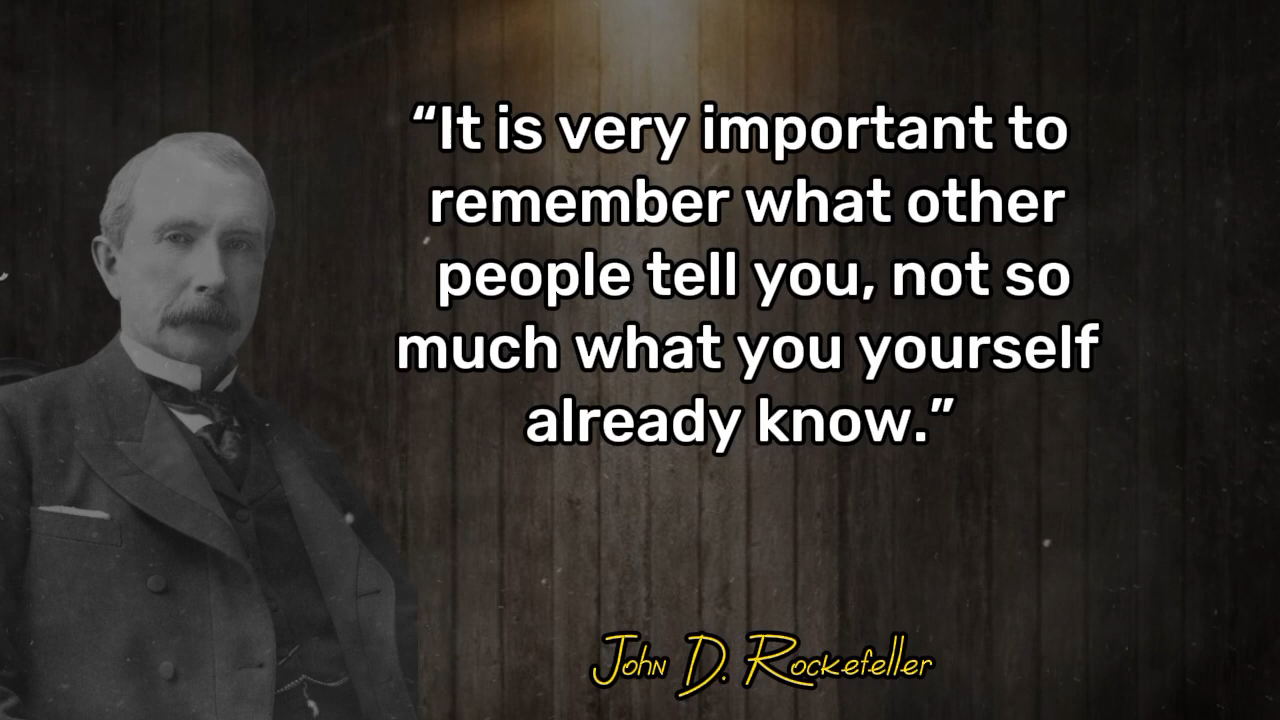 “It is very important to
remember what other
people tell you, not so
much what you yourself
already know.”
John D. Rockefeller